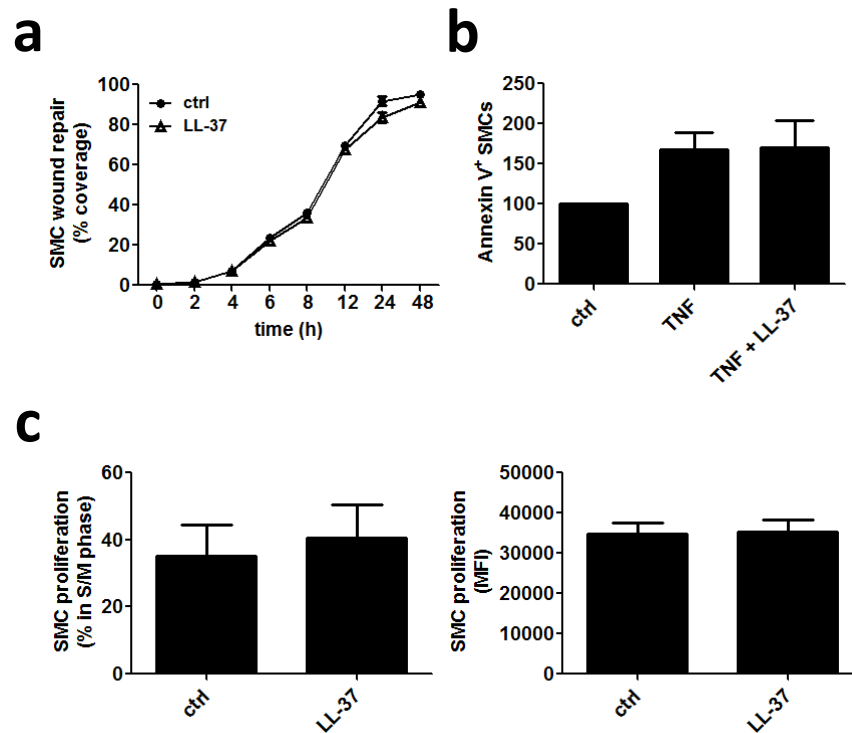 a
SMC wound repair
(% coverage)
100
80
60
40
20
0
ctrl
LL-37
0 2 4 6 8 12 24 48
time (h)
b
Annexin V+ SMCs
250
200
150
100
50
0
ctrl
TNF
TNF + LL-37
c
SMC proliferation
(% in S/M phase)
60
40
20
0
ctrl
LL-37
SMC proliferation
(MFI)
50000
40000
30000
20000
10000
0
ctrl
LL-37